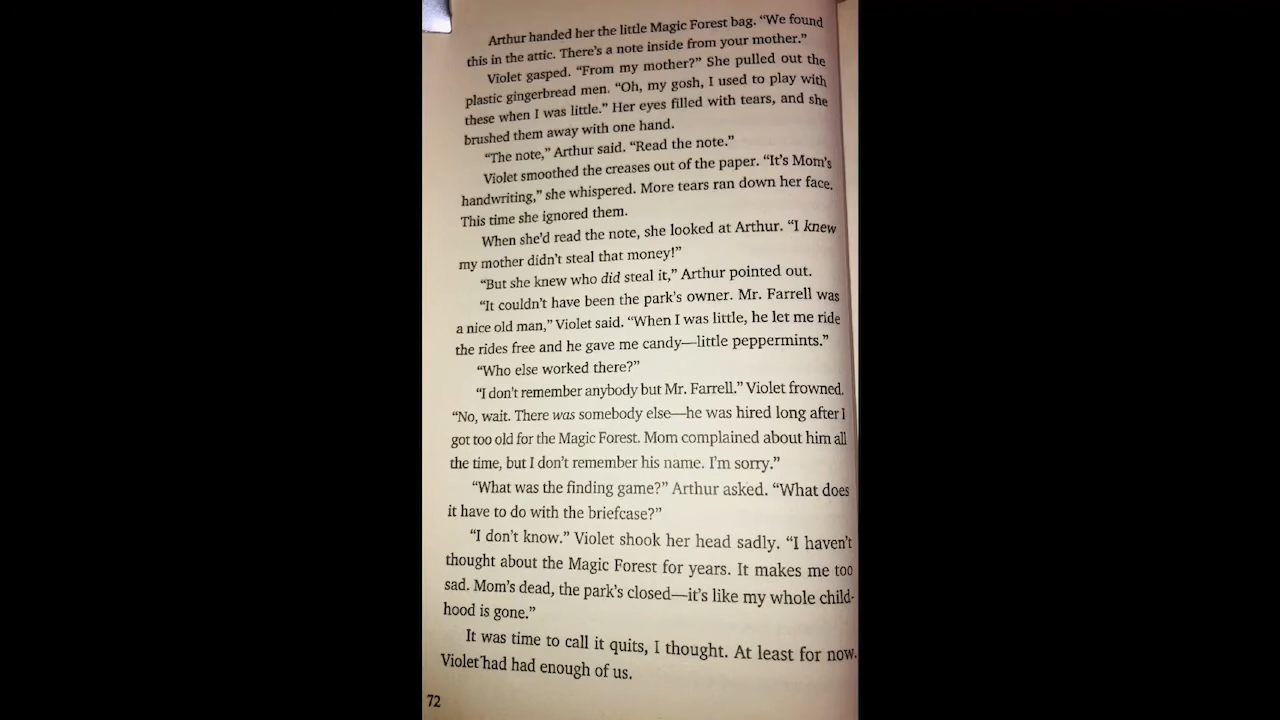 Arthur handed her the little Magic Forest bag. “We found
this in the attic. There’s a note inside from your mother.”
Violet gasped. “From my mother?” She pulled out the
plastic gingerbread men. “Oh, my gosh, I used to play with
these when I was little.” Her eyes filled with tears, and she
brushed them away with one hand.
“The note,” Arthur said. “Read the note.”
Violet smoothed the creases out of the paper. “It’s Mom’s
handwriting,” she whispered. More tears ran down her face.
This time she ignored them.
When she’d read the note, she looked at Arthur. “I knew
my mother didn’t steal that money!”
“But she knew who did steal it,” Arthur pointed out.
“It couldn’t have been the park’s owner. Mr. Farrell was
a nice old man,” Violet said. “When I was little, he let me ride
the rides free and he gave me candy—little peppermints.”
“Who else worked there?”
“I don’t remember anybody but Mr. Farrell.” Violet frowned.
“No, wait. There was somebody else—he was hired long after I
got too old for the Magic Forest. Mom complained about him all
the time, but I don’t remember his name. I’m sorry.”
“What was the finding game?” Arthur asked. “What does
it have to do with the briefcase?”
“I don’t know.” Violet shook her head sadly. “I haven’t
thought about the Magic Forest for years. It makes me too
sad. Mom’s dead, the park’s closed—it’s like my whole child-
hood is gone.”
It was time to call it quits, I thought. At least for now.
Violet had had enough of us.
72